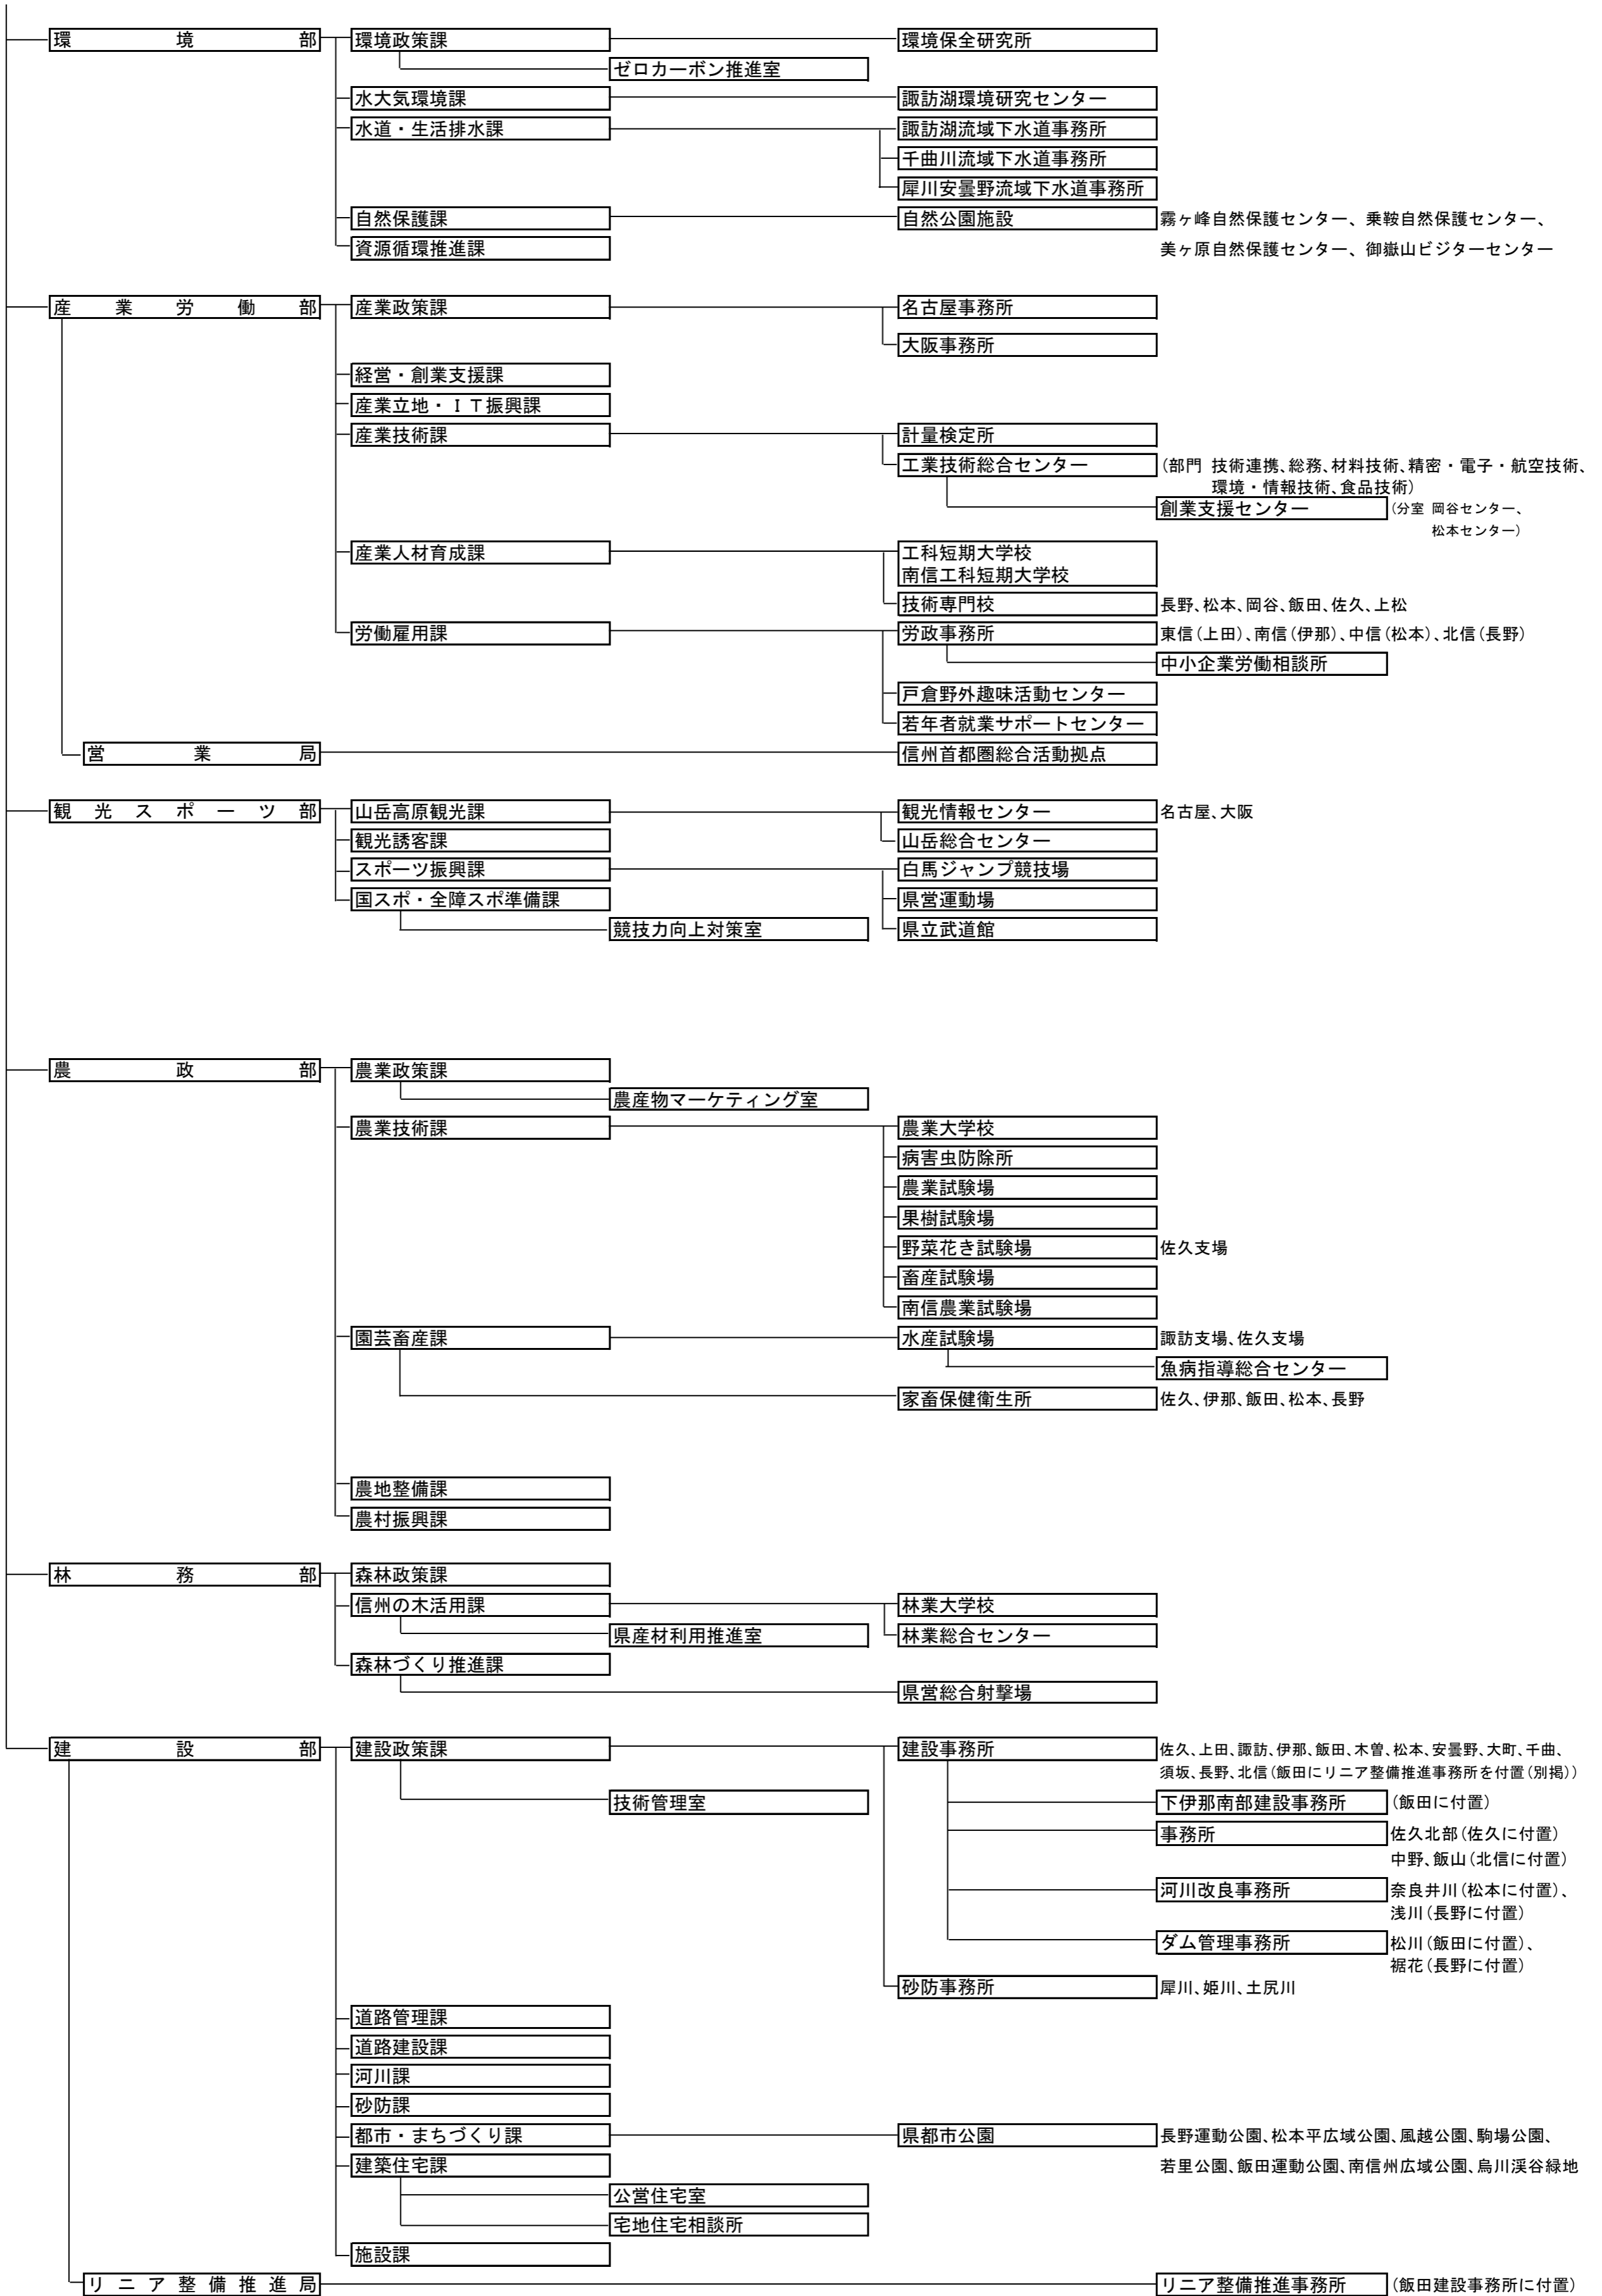 環境部 環境政策課 環境保全研究所
ゼロカーボン推進室
水大気環境課 諏訪湖環境研究センター
水道・生活排水課 諏訪湖流域下水道事務所
千曲川流域下水道事務所
犀川安曇野流域下水道事務所
自然保護課 自然公園施設 霧ヶ峰自然保護センター、乗鞍自然保護センター、
資源循環推進課 美ヶ原自然保護センター、御嶽山ビジターセンター
産業労働部 産業政策課 名古屋事務所
大阪事務所
経営・創業支援課
産業立地・ＩＴ振興課
産業技術課 計量検定所
工業技術総合センター (部門 技術連携、総務、材料技術、精密・電子・航空技術、
環境・情報技術、食品技術)
創業支援センター (分室 岡谷センター、
松本センター)
産業人材育成課 工科短期大学校
南信工科短期大学校
技術専門校 長野、松本、岡谷、飯田、佐久、上松
労働雇用課 労政事務所 東信(上田)、南信(伊那)、中信(松本)、北信(長野)
中小企業労働相談所
戸倉野外趣味活動センター
若年者就業サポートセンター
営業局 信州首都圏総合活動拠点
観光スポーツ部 山岳高原観光課 観光情報センター 名古屋、大阪
観光誘客課 山岳総合センター
スポーツ振興課 白馬ジャンプ競技場
国スポ・全障スポ準備課 県営運動場
競技力向上対策室 県立武道館
農政部 農業政策課
農産物マーケティング室
農業技術課 農業大学校
病害虫防除所
農業試験場
果樹試験場
野菜花き試験場 佐久支場
畜産試験場
南信農業試験場
園芸畜産課 水産試験場 諏訪支場、佐久支場
魚病指導総合センター
家畜保健衛生所 佐久、伊那、飯田、松本、長野
農地整備課
農村振興課
林務部 森林政策課
信州の木活用課 林業大学校
県産材利用推進室 林業総合センター
森林づくり推進課
県営総合射撃場
建設部 建設政策課 建設事務所 佐久、上田、諏訪、伊那、飯田、木曽、松本、安曇野、大町、千曲、
須坂、長野、北信(飯田にリニア整備推進事務所を付置(別掲))
技術管理室 下伊那南部建設事務所 (飯田に付置)
事務所 佐久北部(佐久に付置)
中野、飯山(北信に付置)
河川改良事務所 奈良井川(松本に付置)、
浅川(長野に付置)
ダム管理事務所 松川(飯田に付置)、
裾花(長野に付置)
砂防事務所 犀川、姫川、土尻川
道路管理課
道路建設課
河川課
砂防課
都市・まちづくり課 県都市公園 長野運動公園、松本平広域公園、風越公園、駒場公園、
建築住宅課 若里公園、飯田運動公園、南信州広域公園、烏川渓谷緑地
公営住宅室
宅地住宅相談所
施設課
リニア整備推進局 リニア整備推進事務所 (飯田建設事務所に付置)